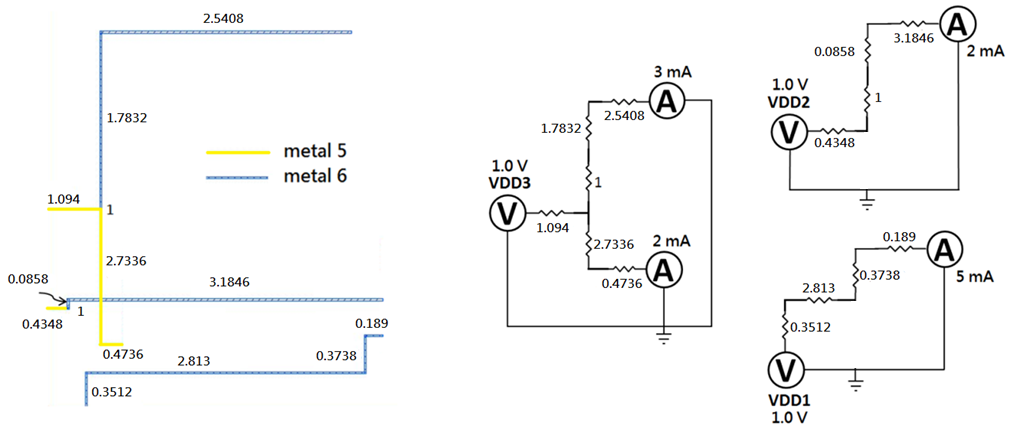 2.5408
1.7832
metal 5
metal 6
1.094
1
2.7336
0.0858
3.1846
0.4348
1
0.4736
0.189
2.813
0.3738
0.3512
3 mA
A
1.7832
2.5408
1.0 V
VDD3
1
V
1.094
2.7336
2 mA
A
0.4736
A
3.1846
2 mA
0.0858
1.0 V
VDD2
1
V
0.4348
0.189
A
0.3738
5 mA
2.813
0.3512
V
VDD1
1.0 V